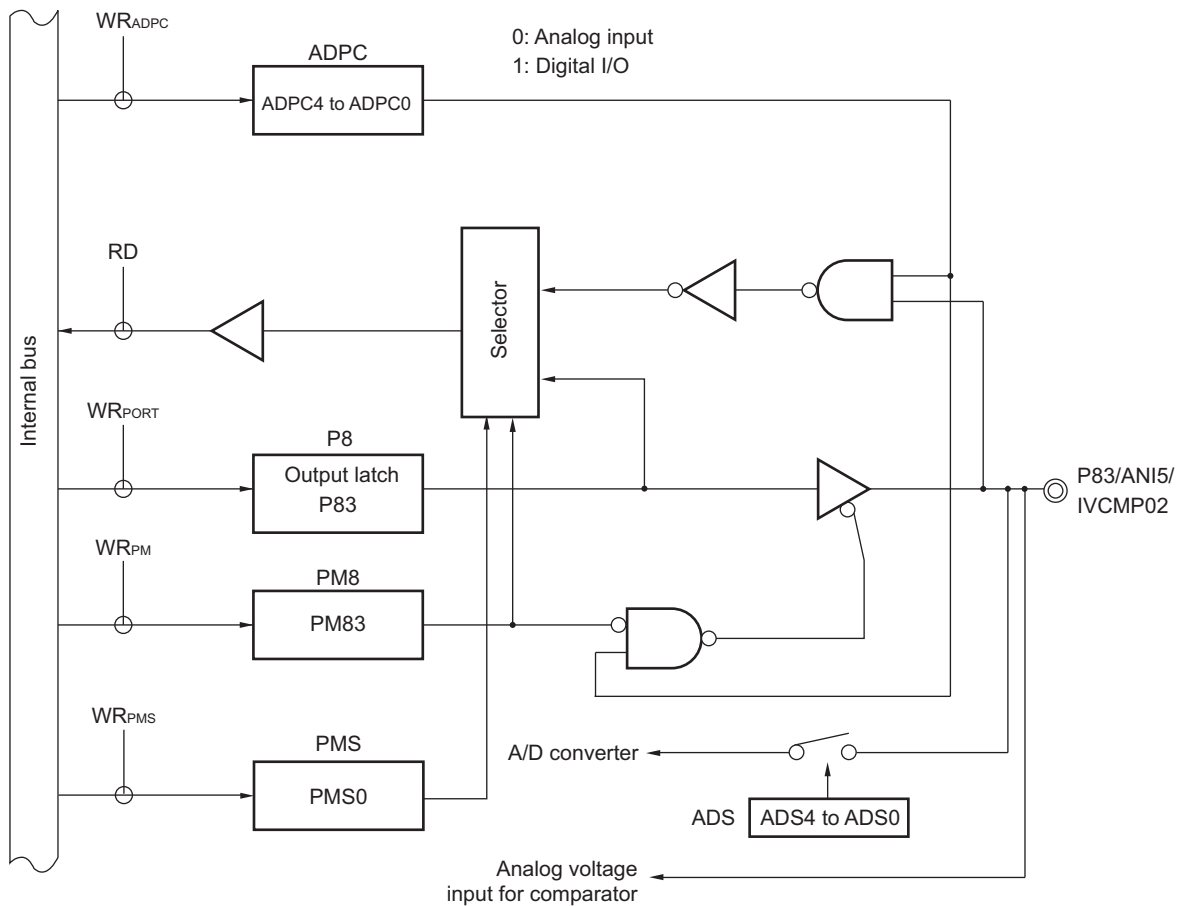 WRADPC
ADPC
0: Analog input
1: Digital I/O
ADPC4 to ADPC0
RD
Selector
Internal bus
WRPORT
P8
Output latch
P83
P83/ANI5/
IVCMP02
WRPM
PM8
PM83
WRPMS
PMS
PMS0
A/D converter
ADS
ADS4 to ADS0
Analog voltage
input for comparator